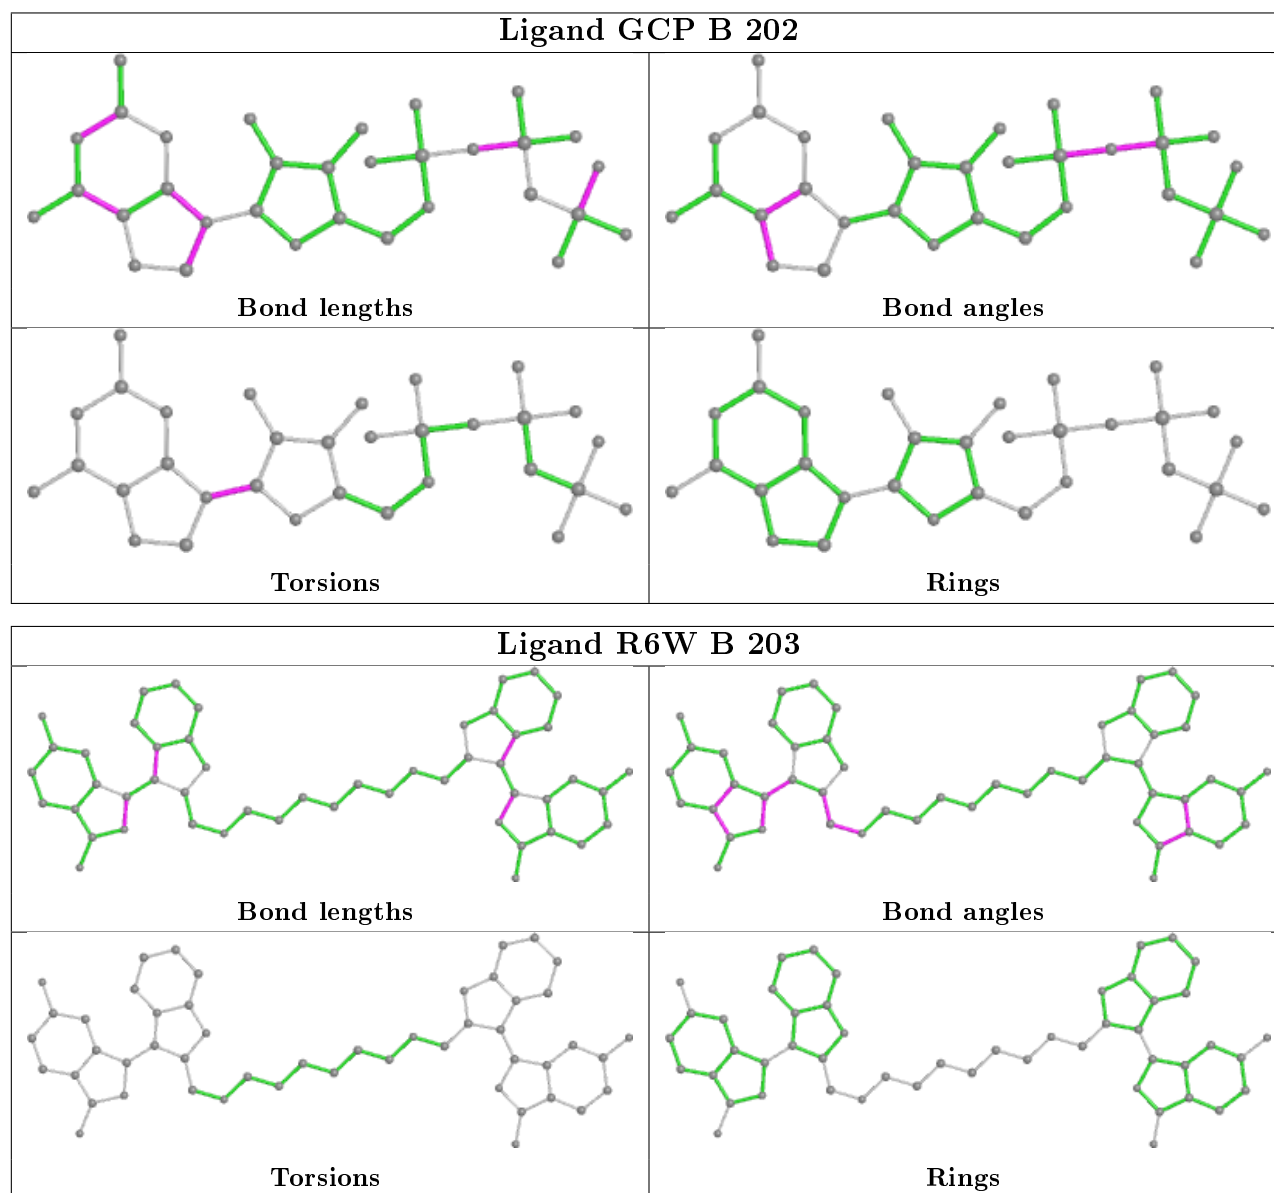 Ligand GCP B 202
Bond lengths
Bond angles
Torsions
Rings
Ligand R6W B 203
Bond lengths
Bond angles
Torsions
Rings